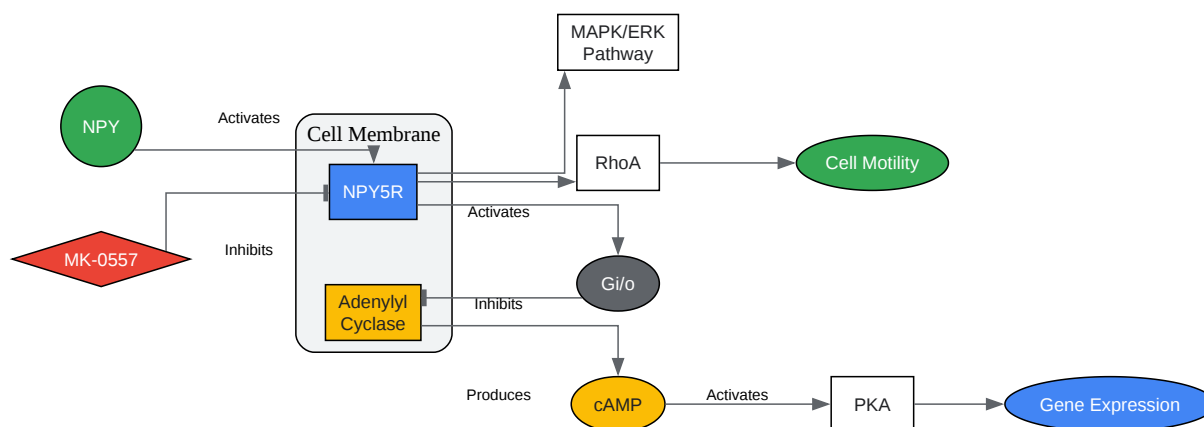 MAPK/ERK
Pathway
NPY
Activates
Cell Membrane
RhoA
Cell Motility
NPY5R
Activates
MK-0557
Inhibits
Gi/o
Adenylyl
Cyclase
Inhibits
Produces
cAMP
Activates
PKA
Gene Expression